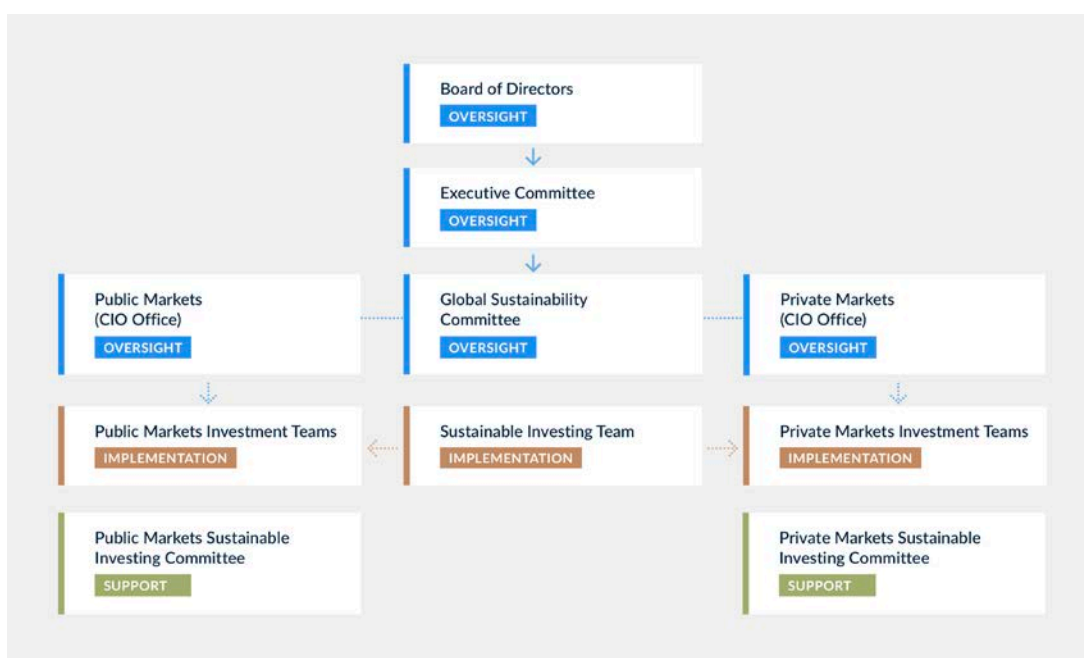 Board of Directors
OVERSIGHT
Executive Committee
OVERSIGHT
Public Markets
(CIO Office)
OVERSIGHT
Global Sustainability
Committee
OVERSIGHT
Private Markets
(CIO Office)
OVERSIGHT
Public Markets Investment Teams
IMPLEMENTATION
Sustainable Investing Team
IMPLEMENTATION
Private Markets Investment Teams
IMPLEMENTATION
Public Markets Sustainable
Investing Committee
SUPPORT
Private Markets Sustainable
Investing Committee
SUPPORT